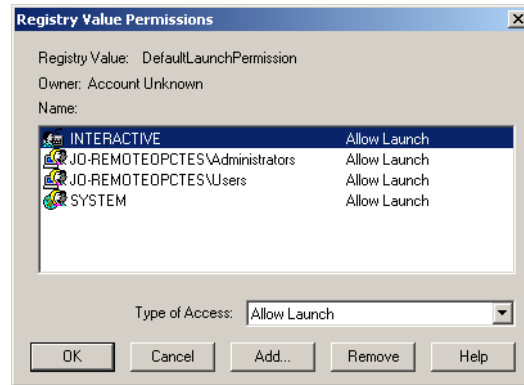 Registry Value Permissions
Registry Value: DefaultLaunchPermission
Owner: Account Unknown
Name:
INTERACTIVE Allow Launch
JO-REMOTEOPCTES\Administrators Allow Launch
JO-REMOTEOPCTES\Users Allow Launch
SYSTEM Allow Launch
Type of Access: Allow Launch
OK Cancel Add... Remove Help